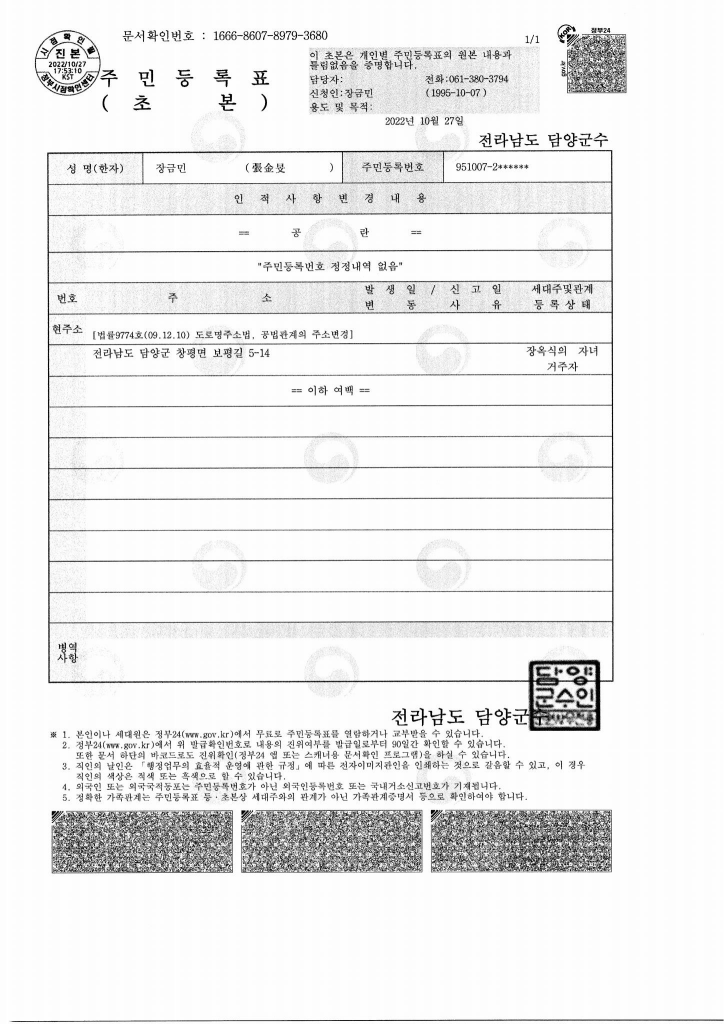 문서확인번호 : 1666-8607-8979-3680
1/1
정부24
시점확인필
진본
2022/10/27
17:53:10
KST
정부시점확인센터
주 민 등 록 표
( 초 본 )
이 초본은 개인별 주민등록표의 원본 내용과
틀림없음을 증명합니다.
담당자: 전화:061-380-3794
신청인:장금민 (1995-10-07)
용도 및 목적:
2022년 10월 27일
전라남도 담양군수
성 명(한자) 장금민 (張金旻 ) 주민등록번호 951007-2******
인 적 사 항 변 경 내 용
== 공 란 ==
"주민등록번호 정정내역 없음"
번호 주 소 발 생 일 / 신 고 일 세대주및관계
변 동 사 유 등 록 상 태
현주소 [법률9774호(09.12.10) 도로명주소법, 공법관계의 주소변경]
전라남도 담양군 창평면 보평길 5-14 장옥식의 자녀
거주자
== 이하 여백 ==
병역
사항
전라남도 담양군수
담양
군수인
※ 1. 본인이나 세대원은 정부24(www.gov.kr)에서 무료로 주민등록표를 열람하거나 교부받을 수 있습니다.
2. 정부24(www.gov.kr)에서 위 발급확인번호로 내용의 진위여부를 발급일로부터 90일간 확인할 수 있습니다.
또한 문서 하단의 바코드로도 진위확인(정부24 앱 또는 스캐너용 문서확인 프로그램)을 하실 수 있습니다.
3. 직인의 날인은 「행정업무의 효율적 운영에 관한 규정」에 따른 전자이미지관인을 인쇄하는 것으로 갈음할 수 있고, 이 경우
직인의 색상은 적색 또는 흑색으로 할 수 있습니다.
4. 외국인 또는 외국국적동포는 주민등록번호가 아닌 외국인등록번호 또는 국내거소신고번호가 기재됩니다.
5. 정확한 가족관계는 주민등록표 등·초본상 세대주와의 관계가 아닌 가족관계증명서 등으로 확인하여야 합니다.